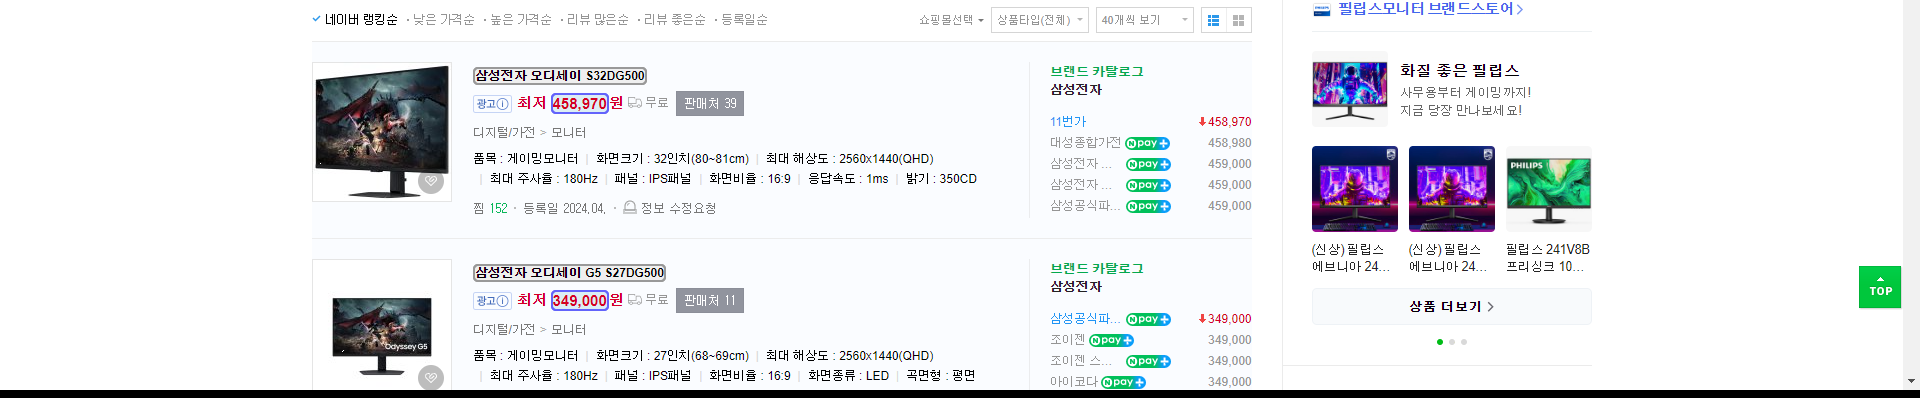 네이버 랭킹순 · 낮은 가격순 · 높은 가격순 · 리뷰 많은순 · 리뷰 좋은순 · 등록일순
쇼핑몰선택 상품타입(전체) 40개씩 보기
삼성전자 오디세이 S32DG500
광고 최저 458,970원 무료 판매처 39
디지털/가전 > 모니터
품목 : 게이밍모니터 | 화면크기 : 32인치(80~81cm) | 최대 해상도 : 2560x1440(QHD)
| 최대 주사율 : 180Hz | 패널 : IPS패널 | 화면비율 : 16:9 | 응답속도 : 1ms | 밝기 : 350CD
찜 152 · 등록일 2024.04. · 정보 수정요청
브랜드 카탈로그
삼성전자
11번가 458,970
대성종합가전 N pay+ 458,980
삼성전자 ... N pay+ 459,000
삼성전자 ... N pay+ 459,000
삼성공식파... N pay+ 459,000
Odyssey G5
삼성전자 오디세이 G5 S27DG500
광고 최저 349,000원 무료 판매처 11
디지털/가전 > 모니터
품목 : 게이밍모니터 | 화면크기 : 27인치(68~69cm) | 최대 해상도 : 2560x1440(QHD)
| 최대 주사율 : 180Hz | 패널 : IPS패널 | 화면비율 : 16:9 | 화면종류 : LED | 곡면형 : 평면
브랜드 카탈로그
삼성전자
삼성공식파... N pay+ 349,000
조이젠 N pay+ 349,000
조이젠 스... N pay+ 349,000
아이코다 N pay+ 349,000
필립스모니터 브랜드스토어
화질 좋은 필립스
사무용부터 게이밍까지!
지금 당장 만나보세요!
PHILIPS
(신상) 필립스
에브니아 24...
(신상) 필립스
에브니아 24...
필립스 241V8B
프리싱크 10...
상품 더보기
TOP